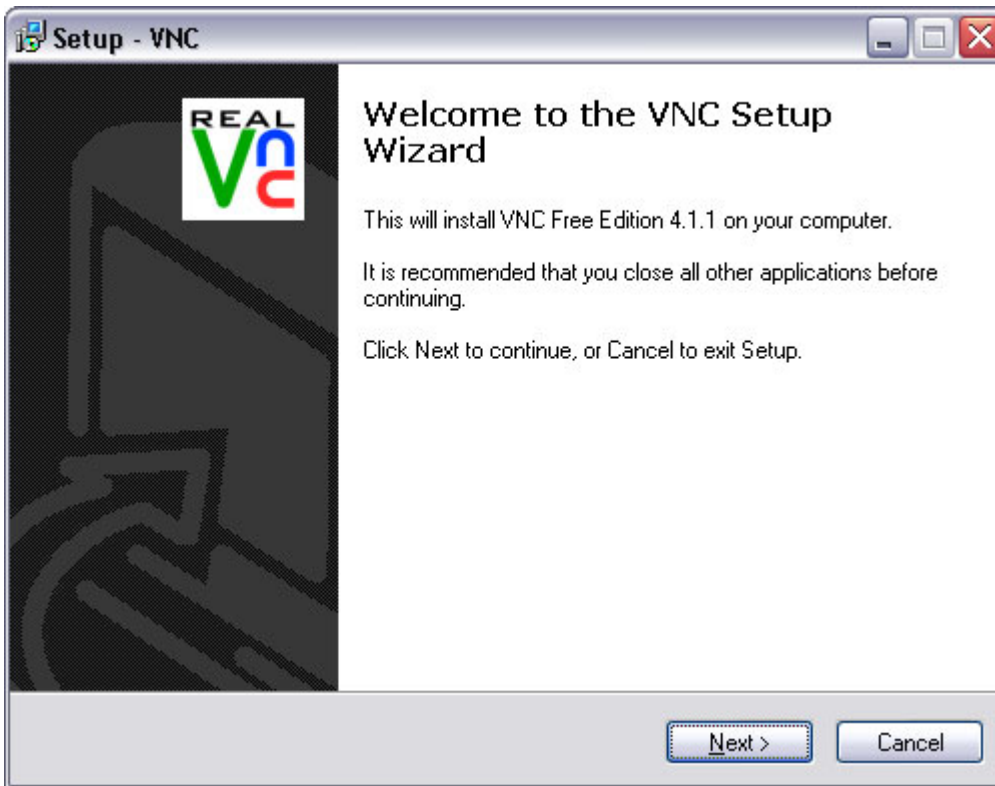 Setup - VNC
REAL
Vnc
Welcome to the VNC Setup
Wizard
This will install VNC Free Edition 4.1.1 on your computer.
It is recommended that you close all other applications before
continuing.
Click Next to continue, or Cancel to exit Setup.
Next >
Cancel